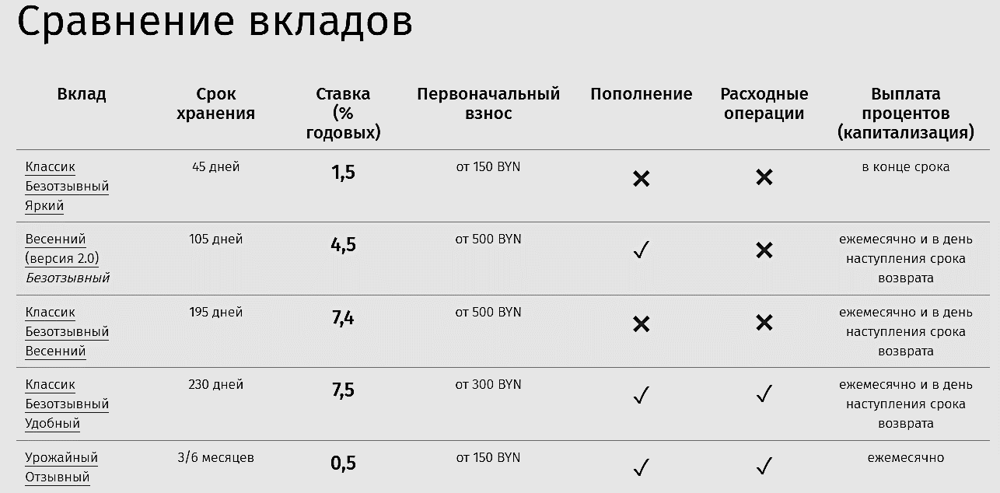 Сравнение вкладов
Вклад
Срок
хранения
Ставка
(%
годовых)
Первоначальный
взнос
Пополнение
Расходные
операции
Выплата
процентов
(капитализация)
Классик
Безотзывный
Яркий
45 дней
1,5
от 150 BYN
в конце срока
Весенний
(версия 2.0)
Безотзывный
105 дней
4,5
от 500 BYN
ежемесячно и в день
наступления срока
возврата
Классик
Безотзывный
Весенний
195 дней
7,4
от 500 BYN
ежемесячно и в день
наступления срока
возврата
Классик
Безотзывный
Удобный
230 дней
7,5
от 300 BYN
ежемесячно и в день
наступления срока
возврата
Урожайный
Отзывный
3/6 месяцев
0,5
от 150 BYN
ежемесячно